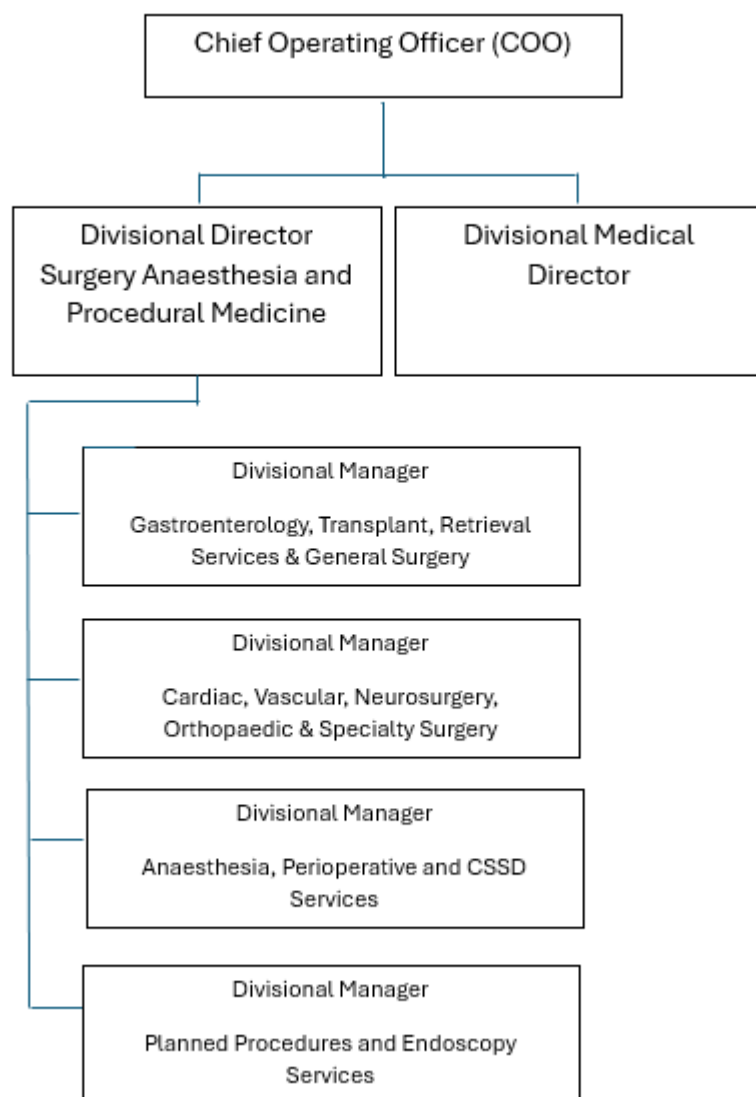 Chief Operating Officer (COO)
Divisional Director
Surgery Anaesthesia and
Procedural Medicine
Divisional Medical
Director
Divisional Manager
Gastroenterology, Transplant, Retrieval
Services & General Surgery
Divisional Manager
Cardiac, Vascular, Neurosurgery,
Orthopaedic & Specialty Surgery
Divisional Manager
Anaesthesia, Perioperative and CSSD
Services
Divisional Manager
Planned Procedures and Endoscopy
Services